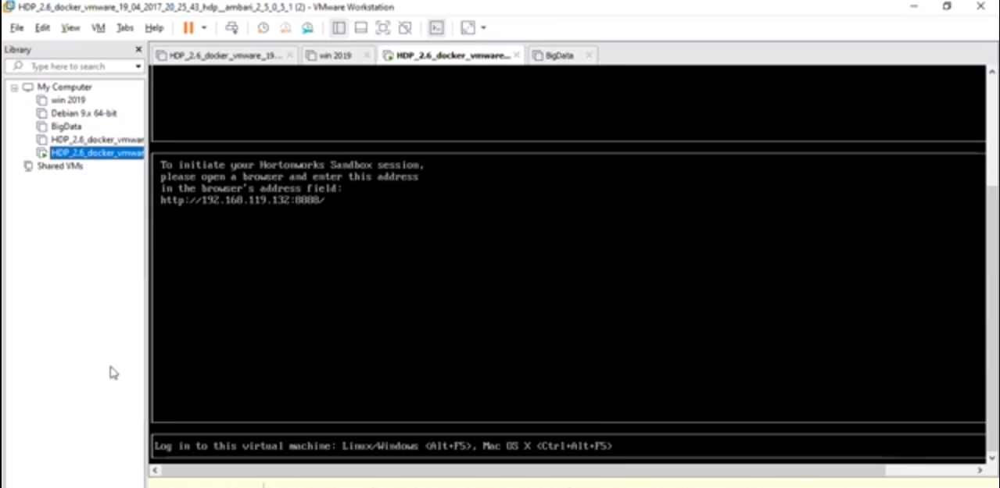 HDP_2.6_docker_vmware_19_04_2017_20_25_43_hdp__ambari_2_5_0_5_1 (2) - VMware Workstation
File Edit View VM Tabs Help
Library
Type here to search
HDP_2.6_docker_vmware_19... win 2019 HDP_2.6_docker_vmware... BigData
My Computer
win 2019
Debian 9.x 64-bit
BigData
HDP_2.6_docker_vmwar
HDP_2.6_docker_vmwar
Shared VMs
To initiate your Hortonworks Sandbox session,
please open a browser and enter this address
in the browser's address field:
http://192.168.119.132:8888/
Log in to this virtual machine: Linux/Windows <Alt+F5>, Mac OS X <Ctrl+Alt+F5>